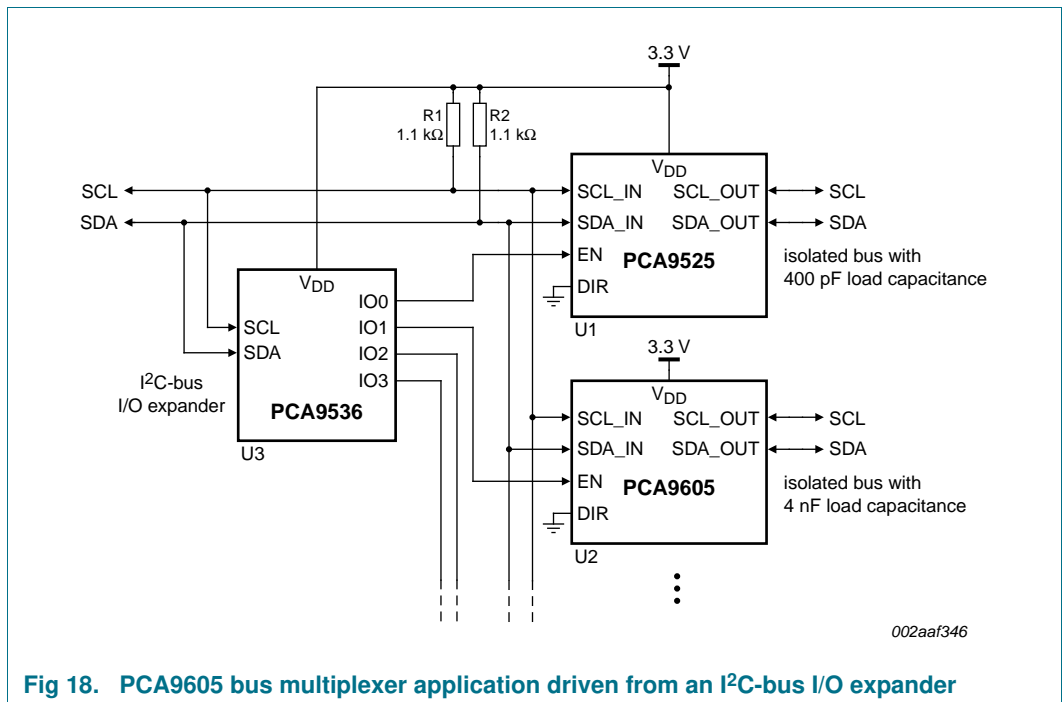 3.3 V
R1
1.1 kΩ
R2
1.1 kΩ
SCL
SDA
VDD
SCL_IN
SCL_OUT
SCL
SDA_IN
SDA_OUT
SDA
EN
PCA9525
DIR
U1
isolated bus with
400 pF load capacitance
VDD
IO0
SCL
IO1
SDA
IO2
IO3
I2C-bus
I/O expander
PCA9536
U3
3.3 V
VDD
SCL_IN
SCL_OUT
SCL
SDA_IN
SDA_OUT
SDA
EN
PCA9605
DIR
U2
isolated bus with
4 nF load capacitance
002aaf346
Fig 18. PCA9605 bus multiplexer application driven from an I2C-bus I/O expander